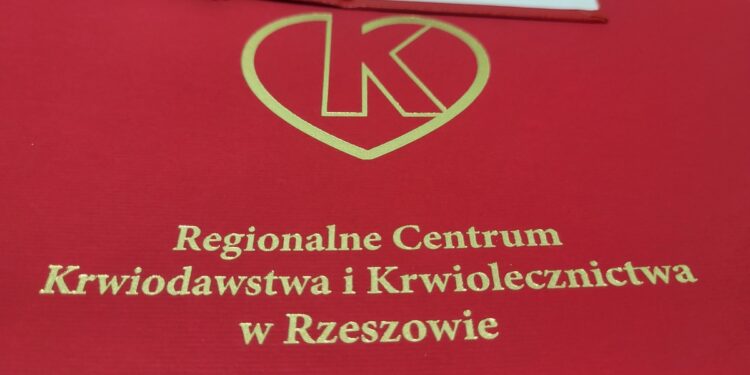 K
Regionalne Centrum
Krwiodawstwa i Krwiolecznictwa
w Rzeszowie